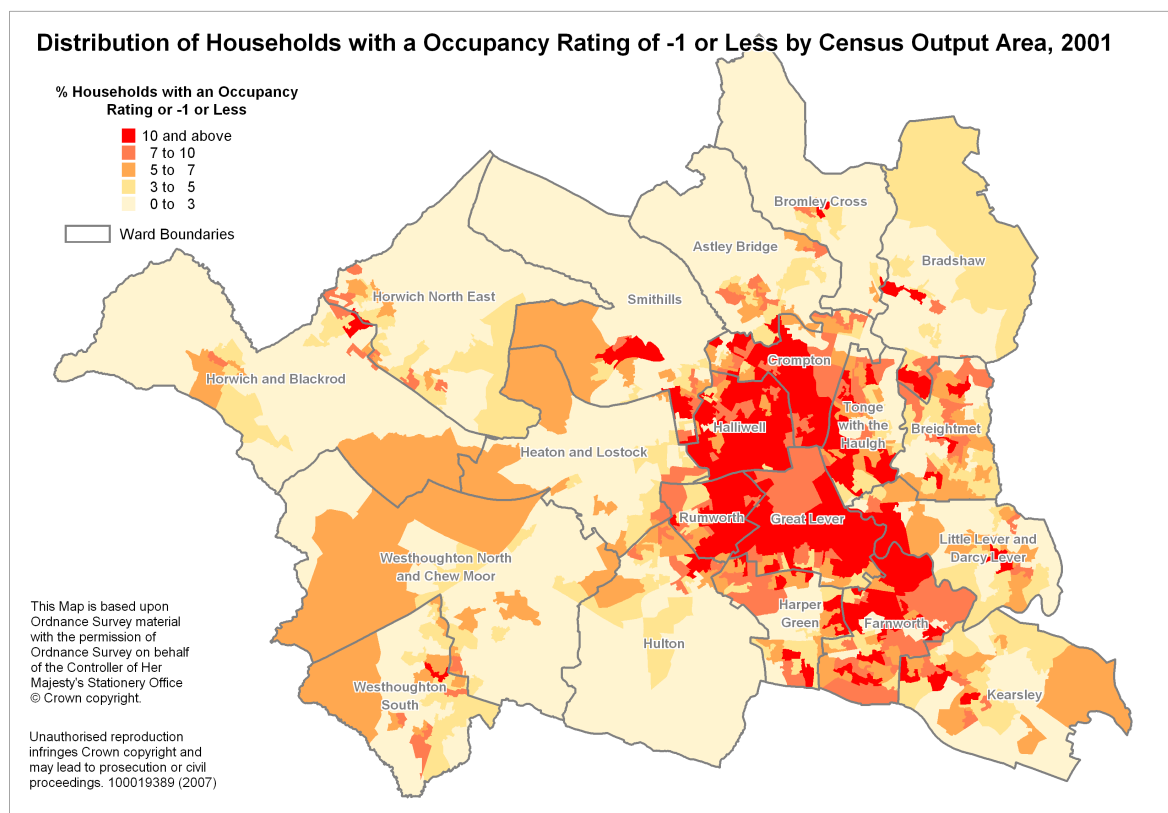 Distribution of Households with a Occupancy Rating of -1 or Less by Census Output Area, 2001
% Households with an Occupancy
Rating or -1 or Less
10 and above
7 to 10
5 to 7
3 to 5
0 to 3
Ward Boundaries
Bromley Cross
Astley Bridge
Bradshaw
Horwich North East
Smithills
Crompton
Horwich and Blackrod
Tonge
with the
Haulgh
Halliwell
Breightmet
Heaton and Lostock
Rumworth
Great Lever
Little Lever and
Darcy Lever
Westhoughton North
and Chew Moor
Harper
Green
Farnworth
Hulton
Westhoughton
South
Kearsley
This Map is based upon
Ordnance Survey material
with the permission of
Ordnance Survey on behalf
of the Controller of Her
Majesty's Stationery Office
© Crown copyright.
Unauthorised reproduction
infringes Crown copyright and
may lead to prosecution or civil
proceedings. 100019389 (2007)